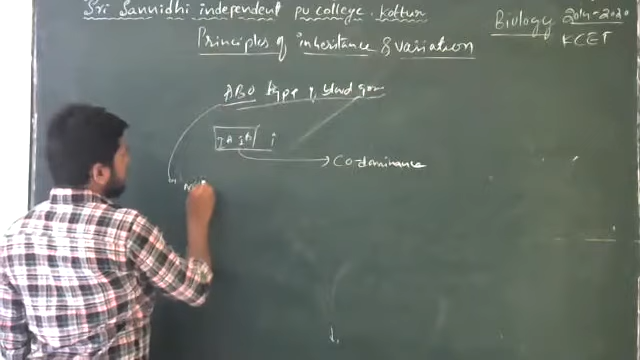 Sri Sannidhi independent pu college. Kottur
Biology 2019-2020
KCET
Principles of inheritance & variation
ABO type of blood
I^A I^B i
Co-dominance